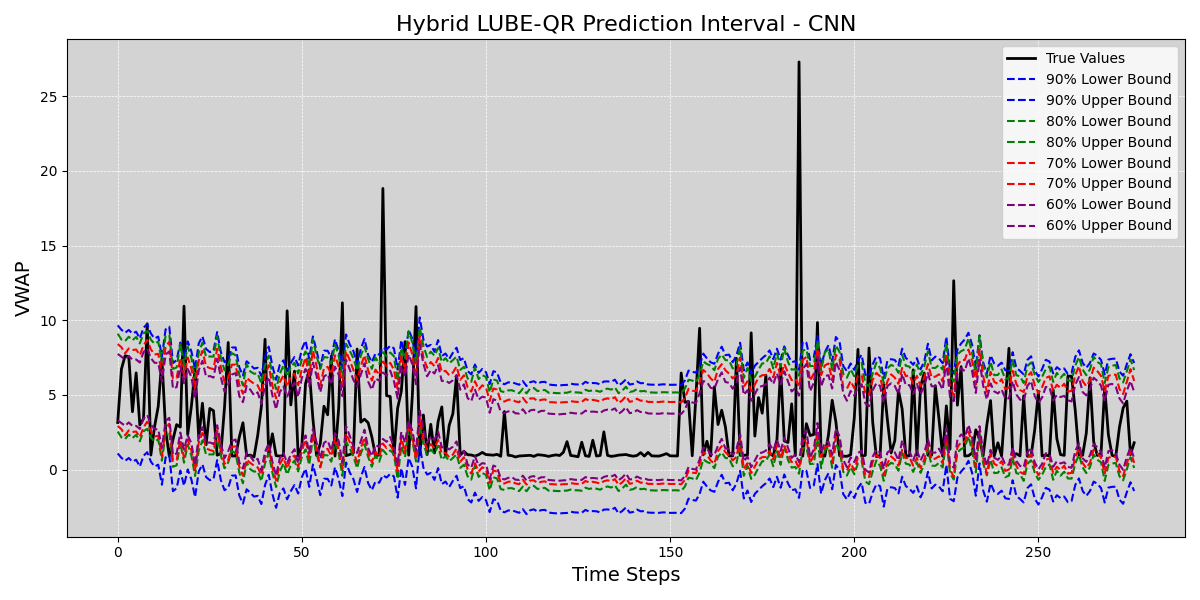 Hybrid LUBE-QR Prediction Interval - CNN
True Values
90% Lower Bound
90% Upper Bound
80% Lower Bound
80% Upper Bound
70% Lower Bound
70% Upper Bound
60% Lower Bound
60% Upper Bound
VWAP
25
20
15
10
5
0
0 50 100 150 200 250
Time Steps